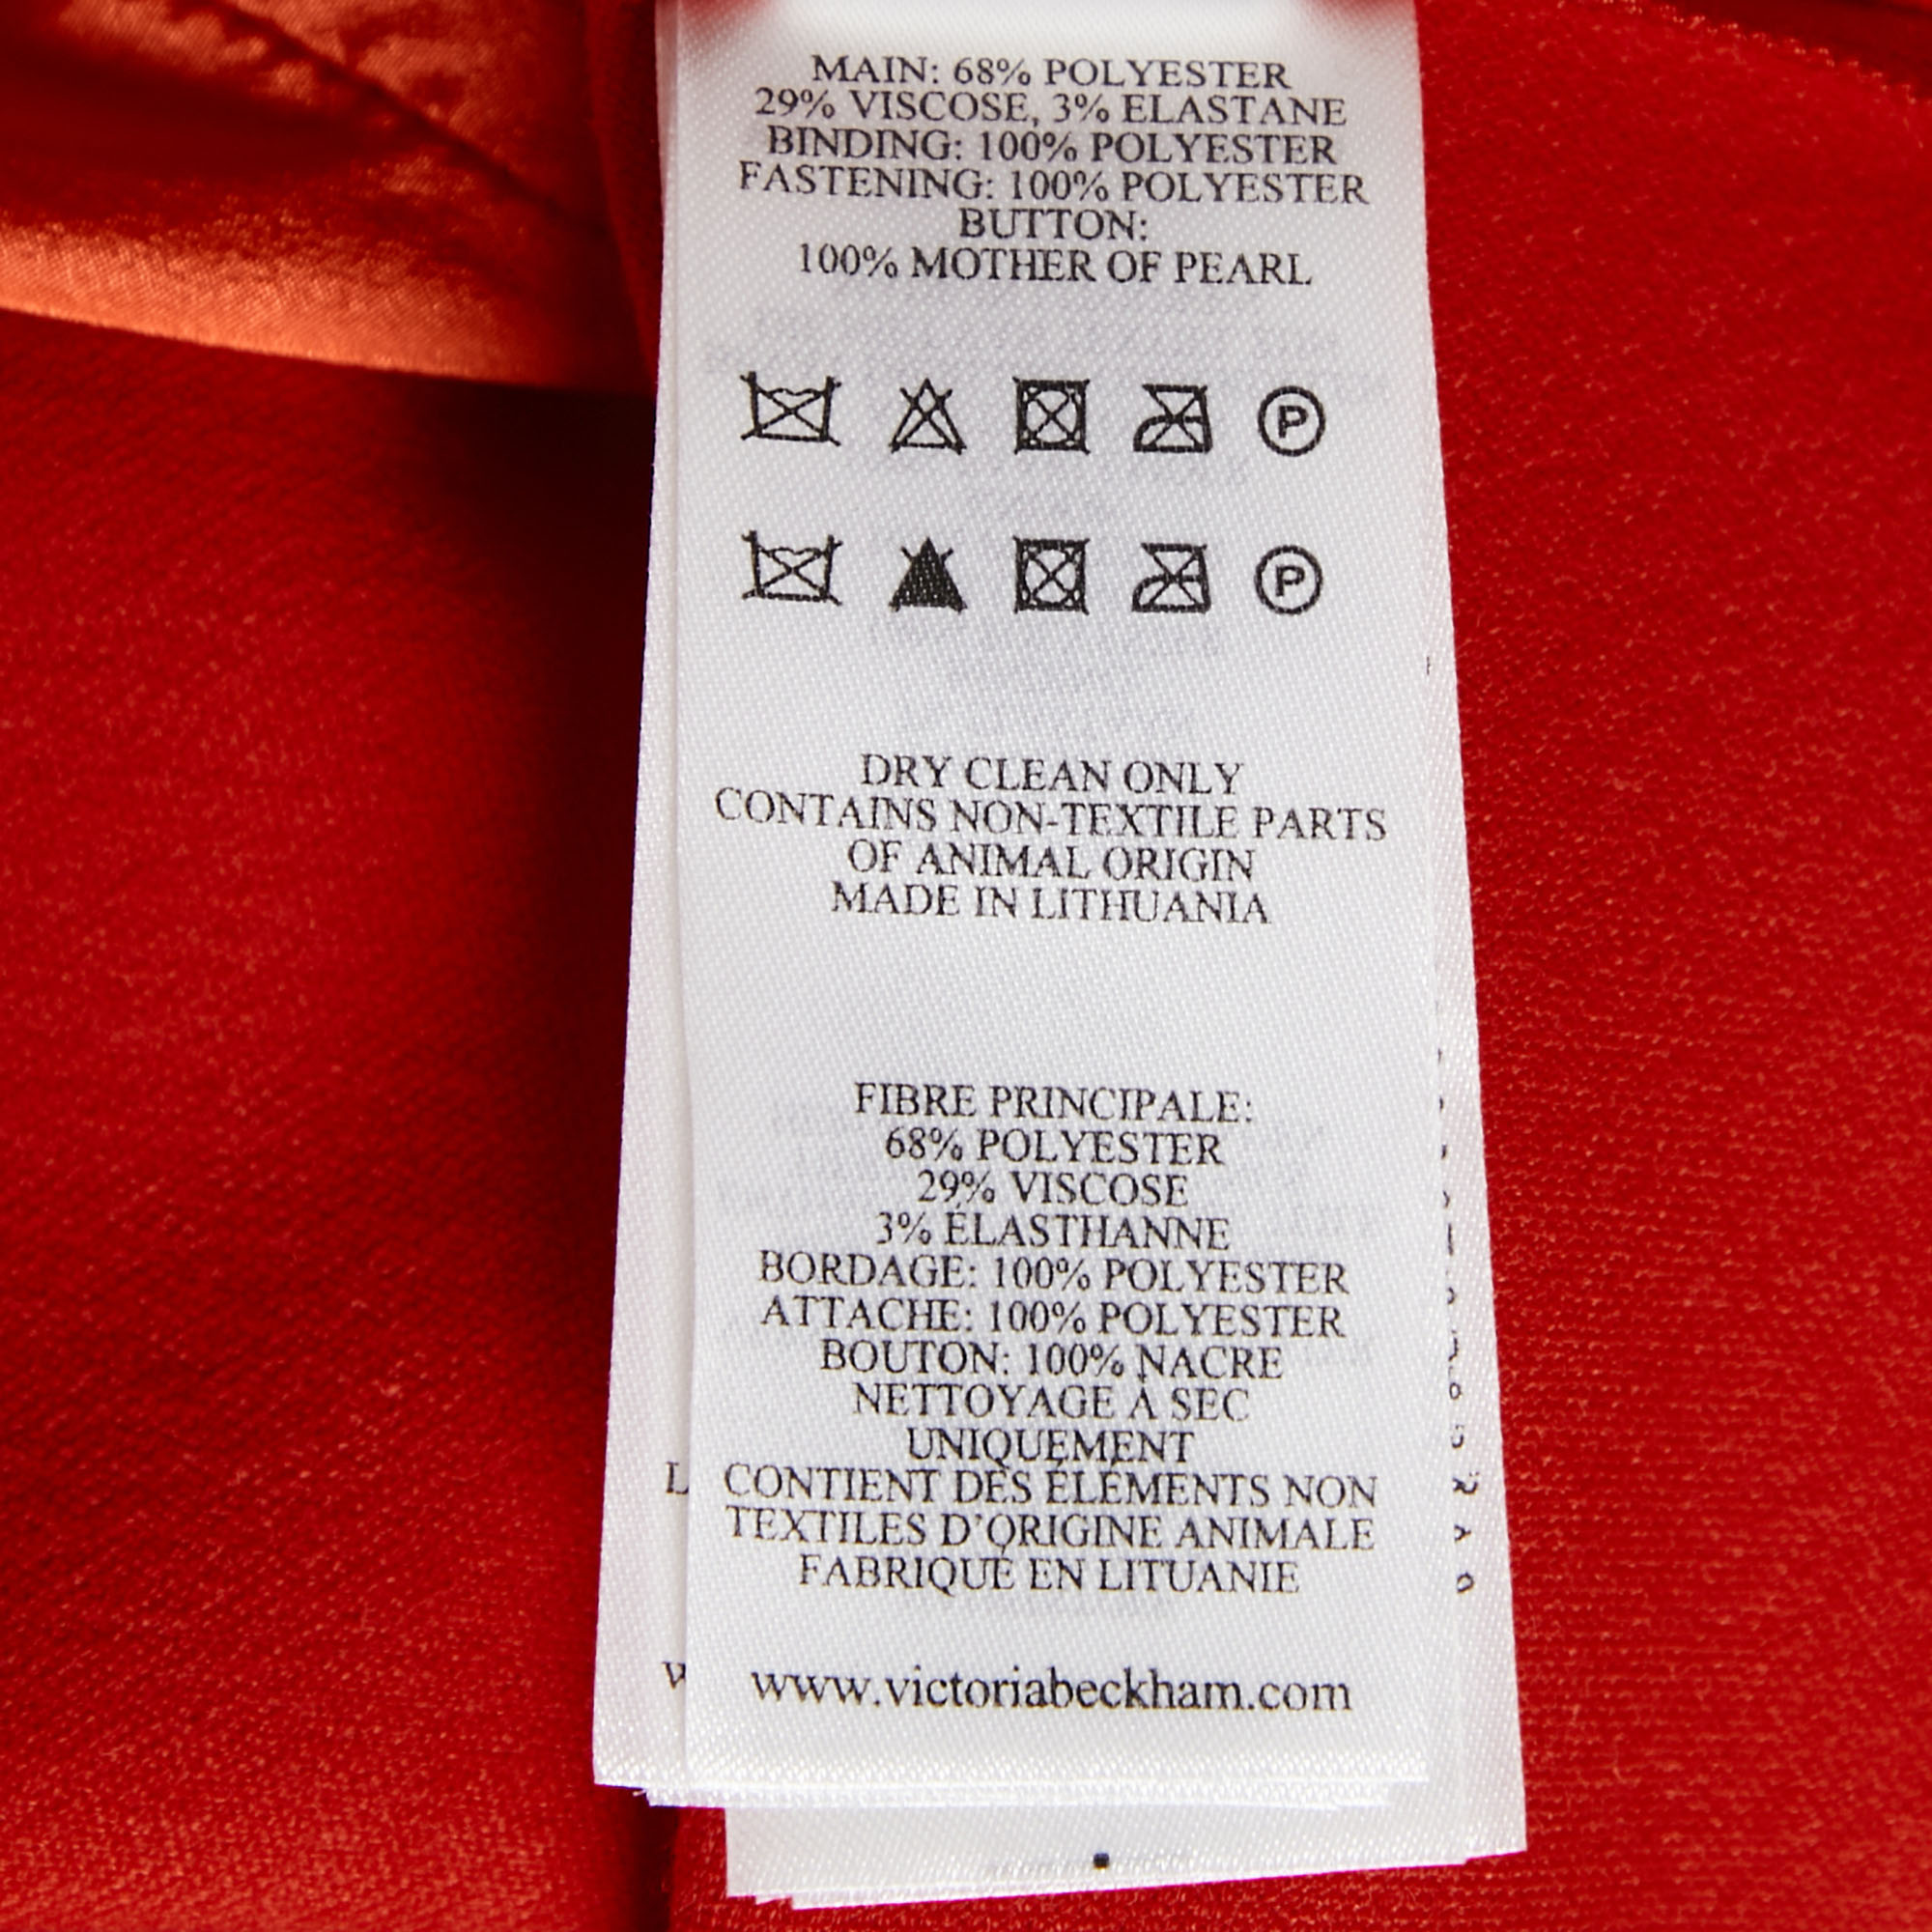 MAIN: 68% POLYESTER
29% VISCOSE, 3% ELASTANE
BINDING: 100% POLYESTER
FASTENING: 100% POLYESTER
BUTTON:
100% MOTHER OF PEARL
P
P
DRY CLEAN ONLY
CONTAINS NON-TEXTILE PARTS
OF ANIMAL ORIGIN
MADE IN LITHUANIA
FIBRE PRINCIPALE:
68% POLYESTER
29% VISCOSE
3% ÉLASTHANNE
BORDAGE: 100% POLYESTER
ATTACHE: 100% POLYESTER
BOUTON: 100% NACRE
NETTOYAGE À SEC
UNIQUEMENT
CONTIENT DES ÉLÉMENTS NON
TEXTILES D'ORIGINE ANIMALE
FABRIQUÉ EN LITUANIE
www.victoriabeckham.com